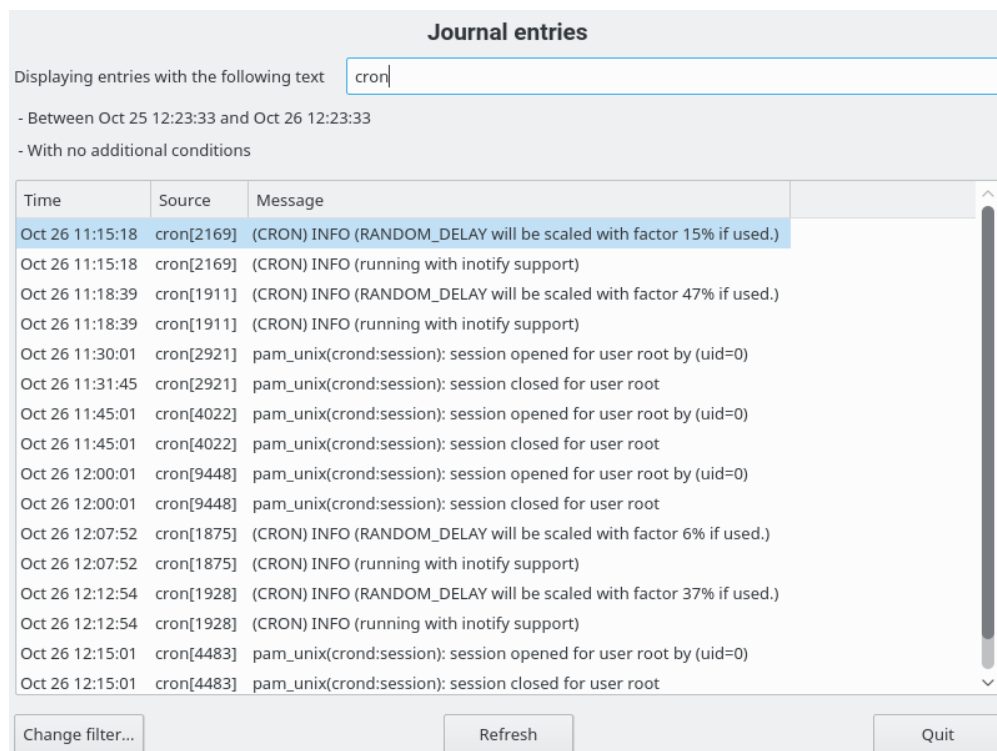 Journal entries
Displaying entries with the following text cron
- Between Oct 25 12:23:33 and Oct 26 12:23:33
- With no additional conditions
Time Source Message
Oct 26 11:15:18 cron[2169] (CRON) INFO (RANDOM_DELAY will be scaled with factor 15% if used.)
Oct 26 11:15:18 cron[2169] (CRON) INFO (running with inotify support)
Oct 26 11:18:39 cron[1911] (CRON) INFO (RANDOM_DELAY will be scaled with factor 47% if used.)
Oct 26 11:18:39 cron[1911] (CRON) INFO (running with inotify support)
Oct 26 11:30:01 cron[2921] pam_unix(crond:session): session opened for user root by (uid=0)
Oct 26 11:31:45 cron[2921] pam_unix(crond:session): session closed for user root
Oct 26 11:45:01 cron[4022] pam_unix(crond:session): session opened for user root by (uid=0)
Oct 26 11:45:01 cron[4022] pam_unix(crond:session): session closed for user root
Oct 26 12:00:01 cron[9448] pam_unix(crond:session): session opened for user root by (uid=0)
Oct 26 12:00:01 cron[9448] pam_unix(crond:session): session closed for user root
Oct 26 12:07:52 cron[1875] (CRON) INFO (RANDOM_DELAY will be scaled with factor 6% if used.)
Oct 26 12:07:52 cron[1875] (CRON) INFO (running with inotify support)
Oct 26 12:12:54 cron[1928] (CRON) INFO (RANDOM_DELAY will be scaled with factor 37% if used.)
Oct 26 12:12:54 cron[1928] (CRON) INFO (running with inotify support)
Oct 26 12:15:01 cron[4483] pam_unix(crond:session): session opened for user root by (uid=0)
Oct 26 12:15:01 cron[4483] pam_unix(crond:session): session closed for user root
Change filter... Refresh Quit